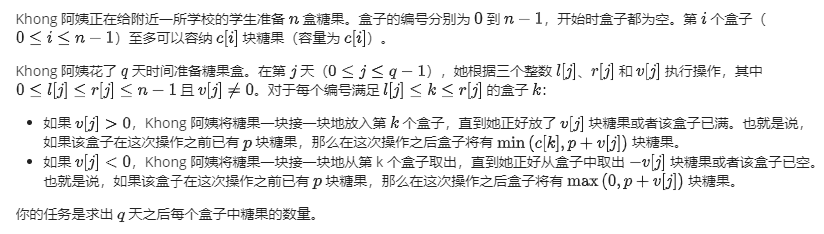 Khong 阿姨正在给附近一所学校的学生准备 n 盒糖果。盒子的编号分别为 0 到 n − 1，开始时盒子都为空。第 i 个盒子（
0 ≤ i ≤ n − 1）至多可以容纳 c[i] 块糖果（容量为 c[i]）。
Khong 阿姨花了 q 天时间准备糖果盒。在第 j 天（0 ≤ j ≤ q − 1），她根据三个整数 l[j]、r[j] 和 v[j] 执行操作，其中
0 ≤ l[j] ≤ r[j] ≤ n − 1 且 v[j] ≠ 0。对于每个编号满足 l[j] ≤ k ≤ r[j] 的盒子 k：
• 如果 v[j] > 0，Khong 阿姨将糖果一块接一块地放入第 k 个盒子，直到她正好放了 v[j] 块糖果或者该盒子已满。也就是说，
如果该盒子在这次操作之前已有 p 块糖果，那么在这次操作之后盒子将有 min (c[k], p + v[j]) 块糖果。
• 如果 v[j] < 0，Khong 阿姨将糖果一块接一块地从第 k 个盒子取出，直到她正好从盒子中取出 −v[j] 块糖果或者该盒子已空。
也就是说，如果该盒子在这次操作之前已有 p 块糖果，那么在这次操作之后盒子将有 max (0, p + v[j]) 块糖果。
你的任务是求出 q 天之后每个盒子中糖果的数量。